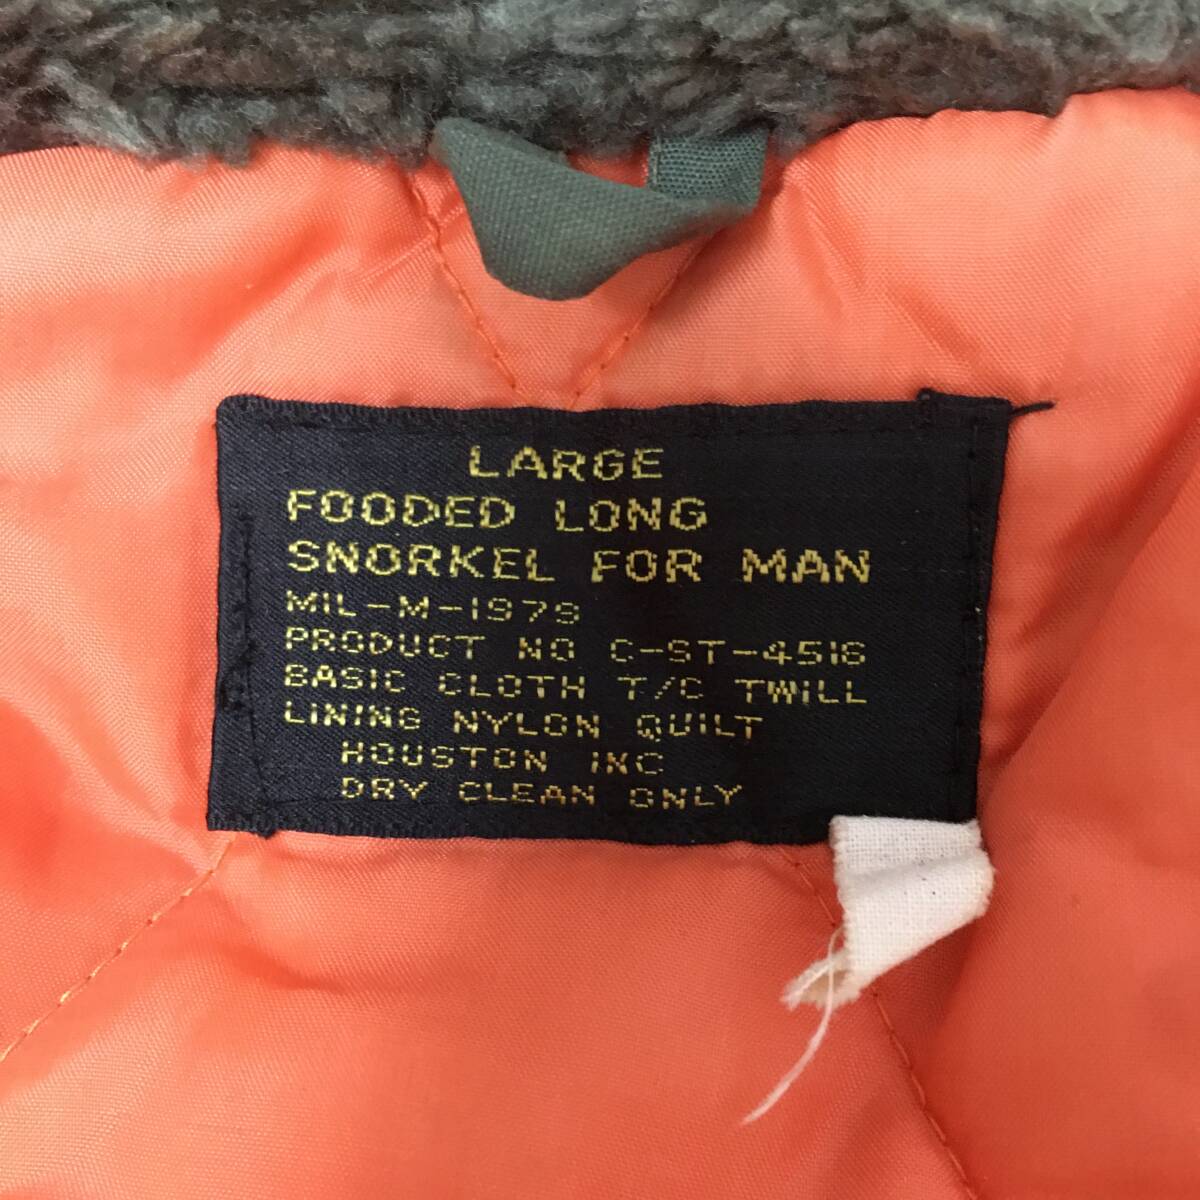 LARGE
FOODED LONG
SNORKEL FOR MAN
MIL-M-1979
PRODUCT NO C-ST-4516
BASIC CLOTH T/C TWILL
LINING NYLON QUILT
HOUSTON INC
DRY CLEAN ONLY